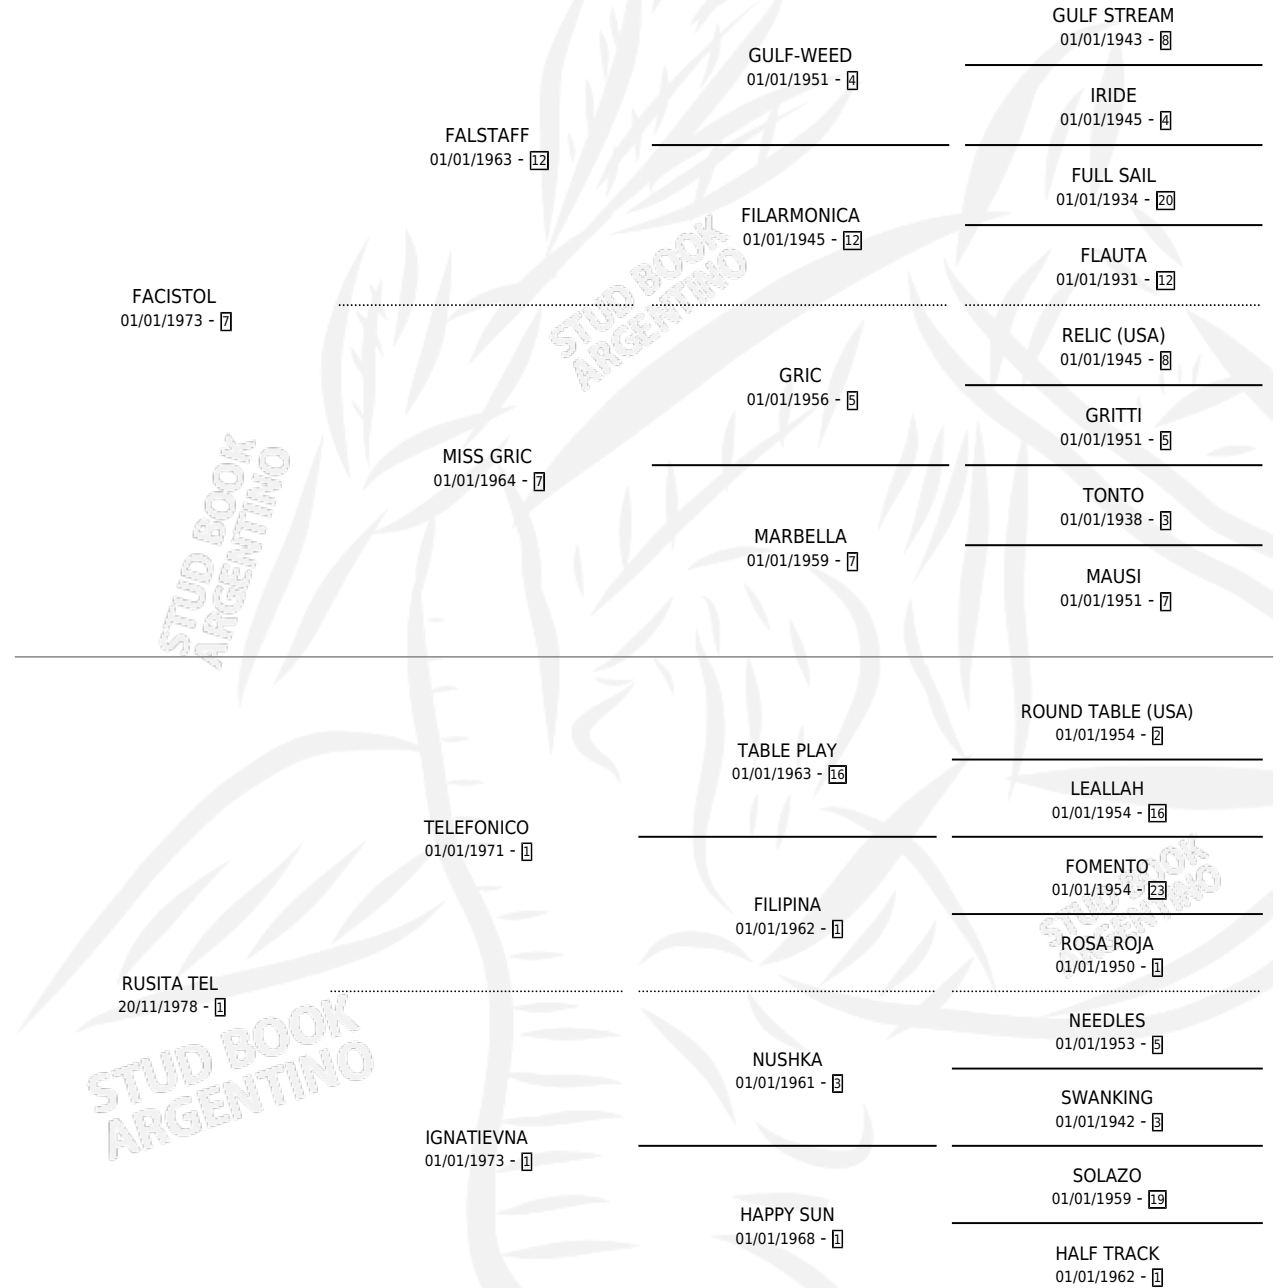 GULF STREAM
01/01/1943 - 8
GULF-WEED
01/01/1951 - 4
IRIDE
01/01/1945 - 4
FALSTAFF
01/01/1963 - 12
FULL SAIL
01/01/1934 - 20
FILARMONICA
01/01/1945 - 12
FLAUTA
01/01/1931 - 12
FACISTOL
01/01/1973 - 7
STUD BOOK
ARGENTINO
RELIC (USA)
01/01/1945 - 8
GRIC
01/01/1956 - 5
GRITTI
01/01/1951 - 5
MISS GRIC
01/01/1964 - 7
TONTO
01/01/1938 - 3
MARBELLA
01/01/1959 - 7
MAUSI
01/01/1951 - 7
STUD BOOK
ARGENTINO
ROUND TABLE (USA)
01/01/1954 - 2
TABLE PLAY
01/01/1963 - 16
LEALLAH
01/01/1954 - 16
TELEFONICO
01/01/1971 - 1
FOMENTO
01/01/1954 - 23
FILIPINA
01/01/1962 - 1
STUD BOOK
ARGENTINO
ROSA ROJA
01/01/1950 - 1
RUSITA TEL
20/11/1978 - 1
NEEDLES
01/01/1953 - 5
NUSHKA
01/01/1961 - 3
STUD BOOK
ARGENTINO
SWANKING
01/01/1942 - 3
IGNATIEVNA
01/01/1973 - 1
SOLAZO
01/01/1959 - 19
HAPPY SUN
01/01/1968 - 1
HALF TRACK
01/01/1962 - 1